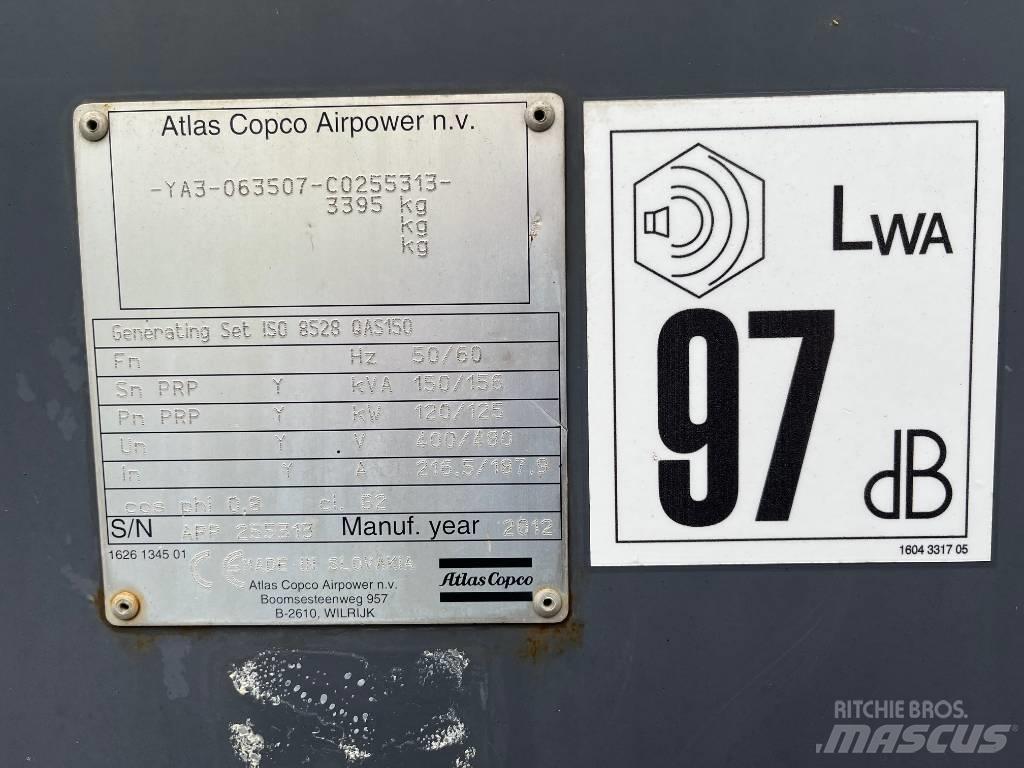 Atlas Copco Airpower n.v.
-YA3-063507-C0255313-
3395 kg
kg
kg
Generating Set ISO 8528 QAS150
Fn Hz 50/60
Sn PRP Y kVA 150/156
Pn PRP Y kW 120/125
Un Y V 400/480
In Y A 216.5/187.9
cos phi 0,8 cl. G2
S/N APP 255313 Manuf. year 2012
1626 1345 01
CE MADE IN SLOVAKIA
Atlas Copco Airpower n.v.
Boomsesteenweg 957
B-2610, WILRIJK
Atlas Copco
LWA
97
dB
1604 3317 05
RITCHIE BROS.
MASCUS